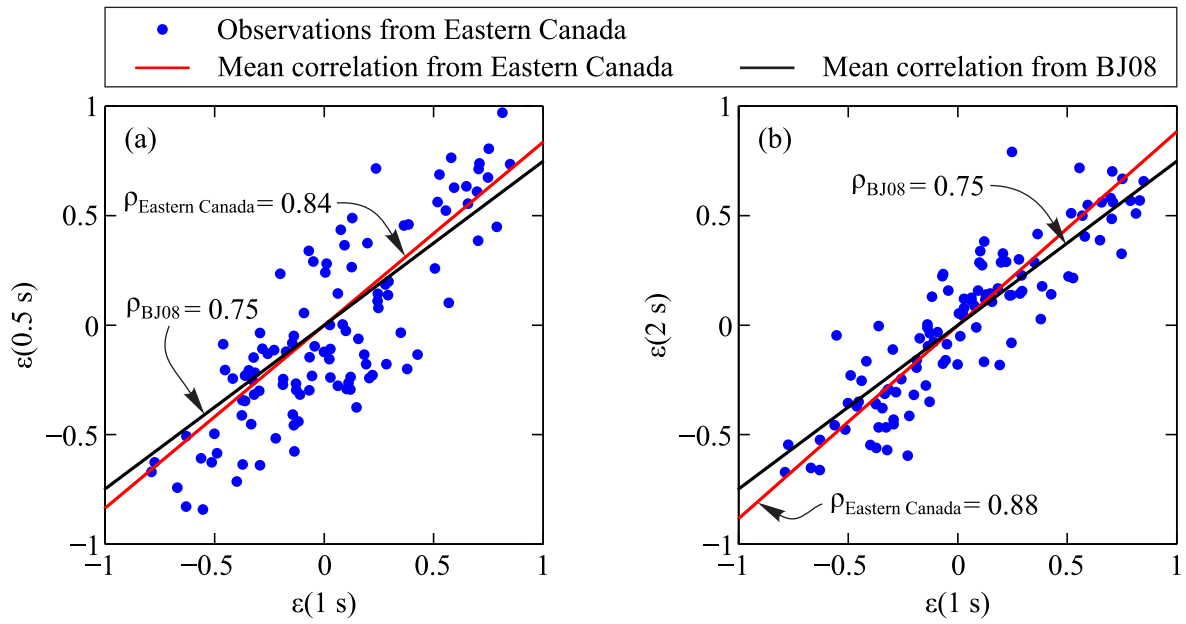 Observations from Eastern Canada
Mean correlation from Eastern Canada
Mean correlation from BJ08
(a)
ρEastern Canada = 0.84
ρBJ08 = 0.75
1
0.5
0
−0.5
−1
ε(0.5 s)
−1 −0.5 0 0.5 1
ε(1 s)
(b)
ρBJ08 = 0.75
ρEastern Canada = 0.88
1
0.5
0
−0.5
−1
ε(2 s)
−1 −0.5 0 0.5 1
ε(1 s)